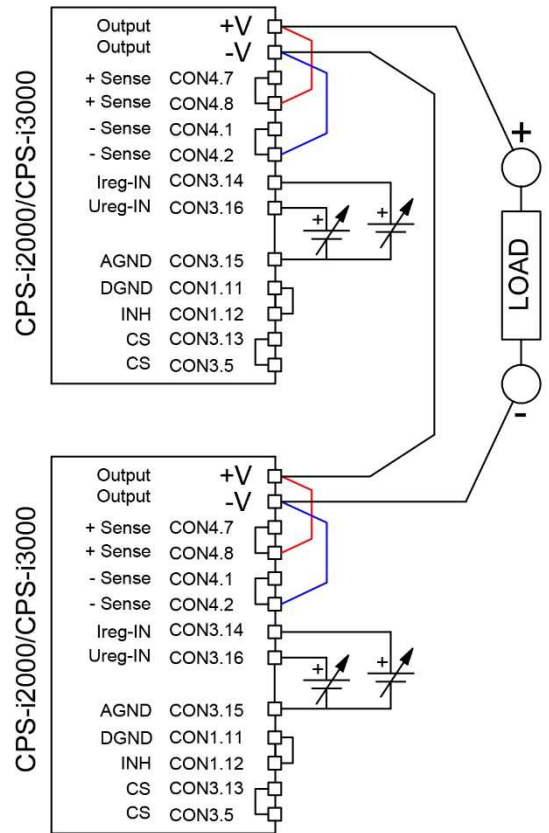 CPS-i2000/CPS-i3000
Output +V
Output -V
+ Sense CON4.7
+ Sense CON4.8
- Sense CON4.1
- Sense CON4.2
Ireg-IN CON3.14
Ureg-IN CON3.16
AGND CON3.15
DGND CON1.11
INH CON1.12
CS CON3.13
CS CON3.5
+
+
+
LOAD
-
CPS-i2000/CPS-i3000
Output +V
Output -V
+ Sense CON4.7
+ Sense CON4.8
- Sense CON4.1
- Sense CON4.2
Ireg-IN CON3.14
Ureg-IN CON3.16
AGND CON3.15
DGND CON1.11
INH CON1.12
CS CON3.13
CS CON3.5
+
+